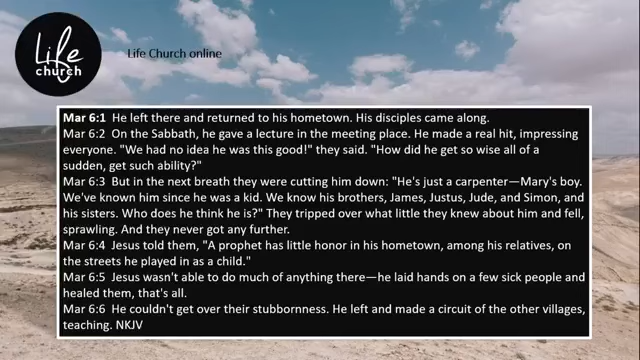 Life
church
Life Church online
Mar 6:1 He left there and returned to his hometown. His disciples came along.
Mar 6:2 On the Sabbath, he gave a lecture in the meeting place. He made a real hit, impressing
everyone. "We had no idea he was this good!" they said. "How did he get so wise all of a
sudden, get such ability?"
Mar 6:3 But in the next breath they were cutting him down: "He's just a carpenter—Mary's boy.
We've known him since he was a kid. We know his brothers, James, Justus, Jude, and Simon, and
his sisters. Who does he think he is?" They tripped over what little they knew about him and fell,
sprawling. And they never got any further.
Mar 6:4 Jesus told them, "A prophet has little honor in his hometown, among his relatives, on
the streets he played in as a child."
Mar 6:5 Jesus wasn't able to do much of anything there—he laid hands on a few sick people and
healed them, that's all.
Mar 6:6 He couldn't get over their stubbornness. He left and made a circuit of the other villages,
teaching. NKJV